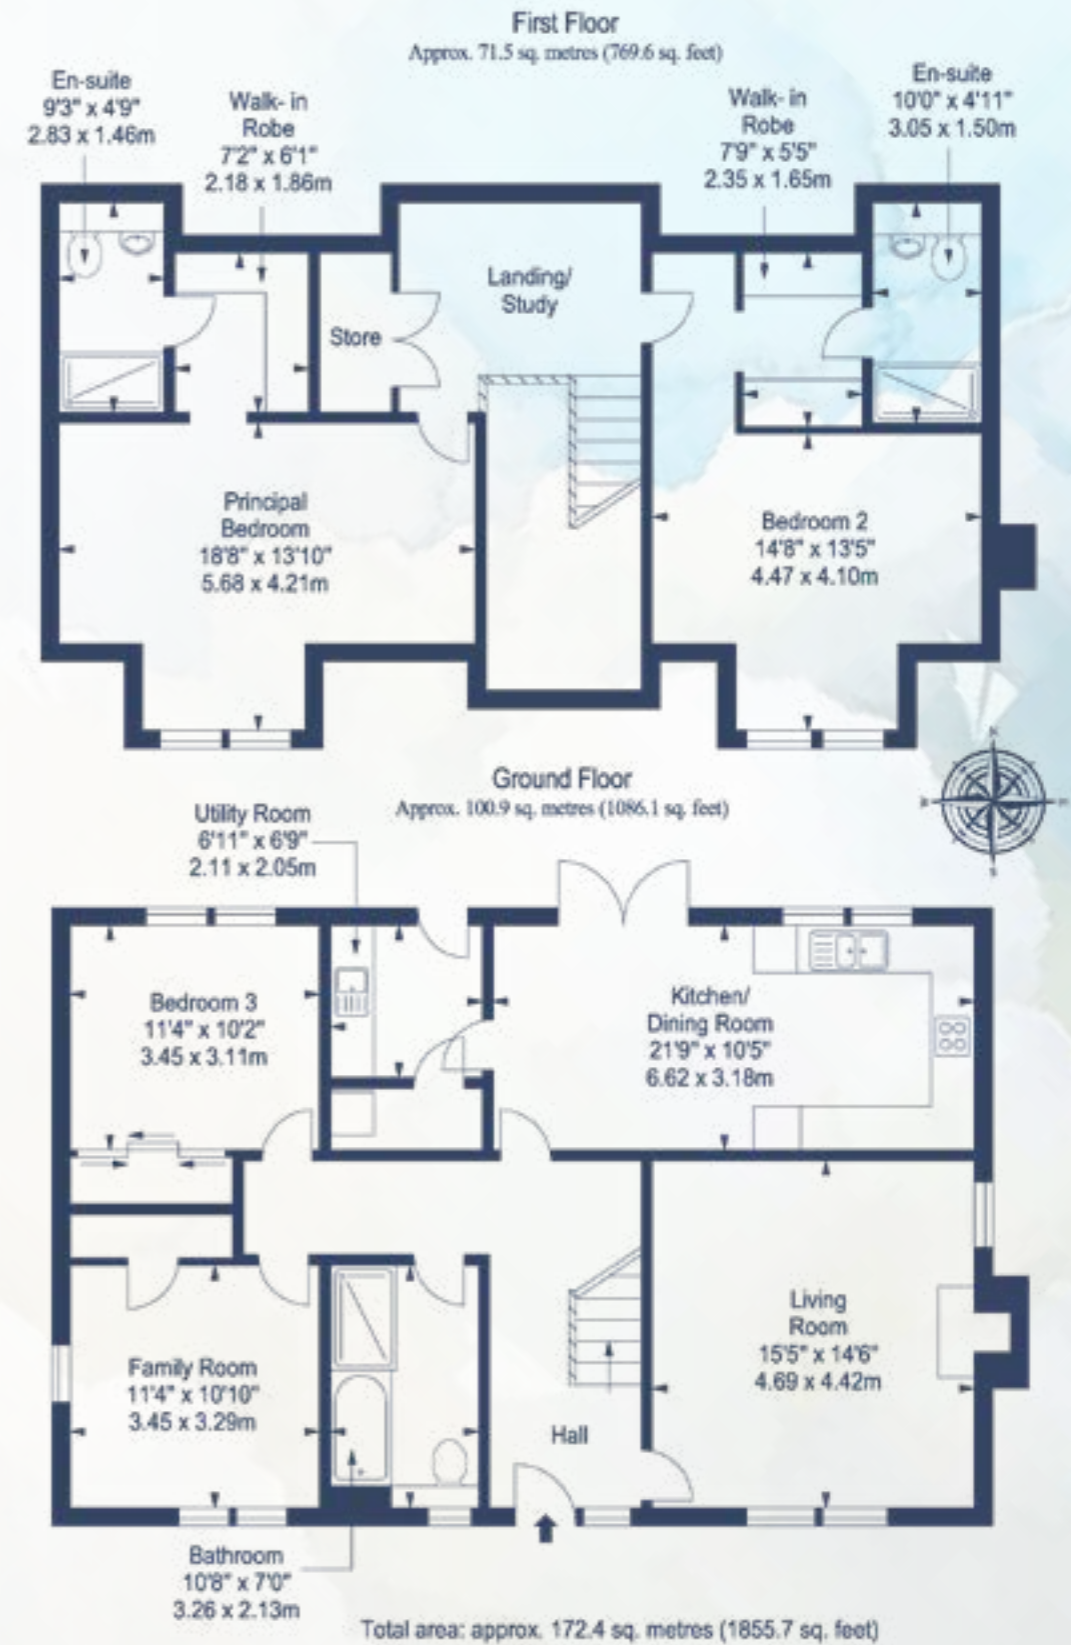 First Floor
Approx. 71.5 sq. metres (769.6 sq. feet)
En-suite
9'3" x 4'9"
2.83 x 1.46m
Walk- in
Robe
7'2" x 6'1"
2.18 x 1.86m
Walk- in
Robe
7'9" x 5'5"
2.35 x 1.65m
En-suite
10'0" x 4'11"
3.05 x 1.50m
Landing/
Study
Store
Principal
Bedroom
18'8" x 13'10"
5.68 x 4.21m
Bedroom 2
14'8" x 13'5"
4.47 x 4.10m
Ground Floor
Approx. 100.9 sq. metres (1086.1 sq. feet)
N
S
Utility Room
6'11" x 6'9"
2.11 x 2.05m
Bedroom 3
11'4" x 10'2"
3.45 x 3.11m
Kitchen/
Dining Room
21'9" x 10'5"
6.62 x 3.18m
Family Room
11'4" x 10'10"
3.45 x 3.29m
Living
Room
15'5" x 14'6"
4.69 x 4.42m
Hall
Bathroom
10'8" x 7'0"
3.26 x 2.13m
Total area: approx. 172.4 sq. metres (1855.7 sq. feet)